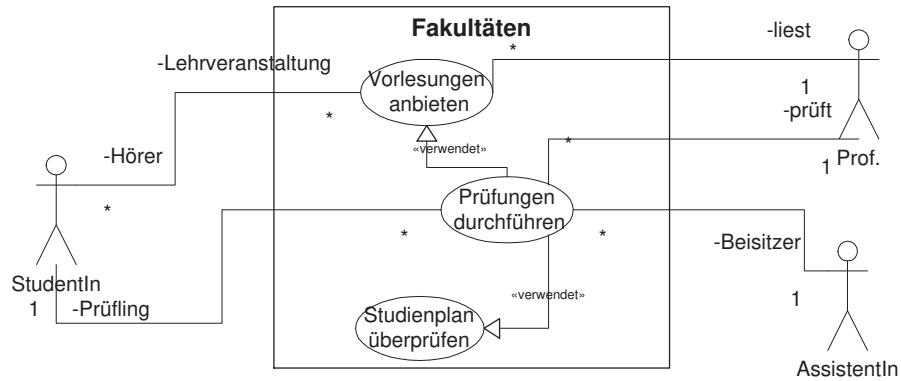 Fakultäten
-liest
*
-Lehrveranstaltung
Vorlesungen
anbieten
*
1
-prüft
«verwendet»
*
-Hörer
1
Prof.
*
Prüfungen
durchführen
*
*
-Beisitzer
StudentIn
1
-Prüfling
«verwendet»
1
Studienplan
überprüfen
AssistentIn